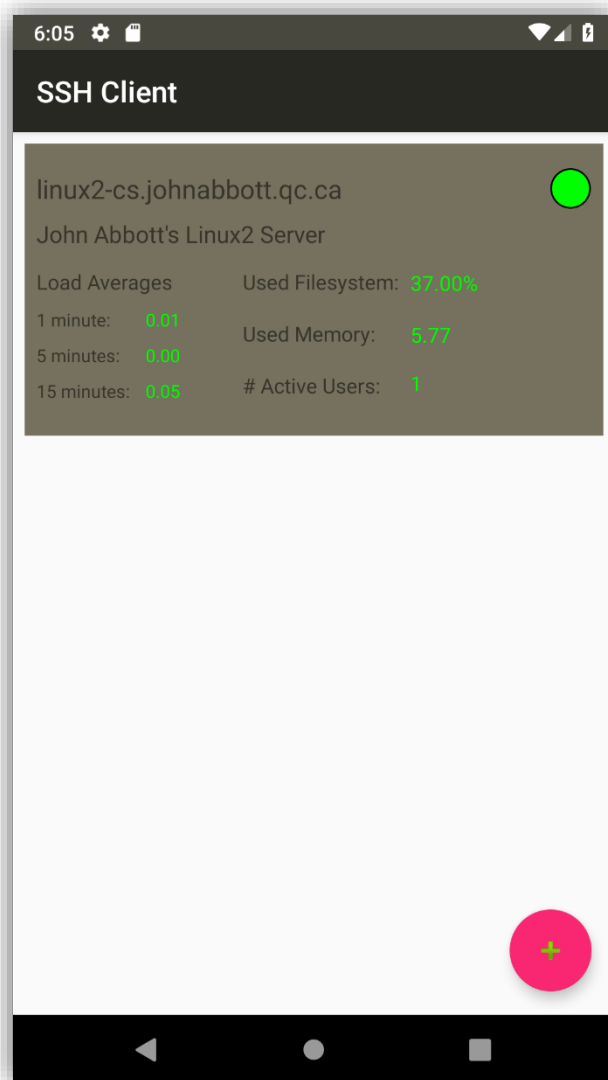 6:05
SSH Client
linux2-cs.johnabbott.qc.ca
John Abbott's Linux2 Server
Load Averages
1 minute: 0.01
5 minutes: 0.00
15 minutes: 0.05
Used Filesystem: 37.00%
Used Memory: 5.77
# Active Users: 1
+